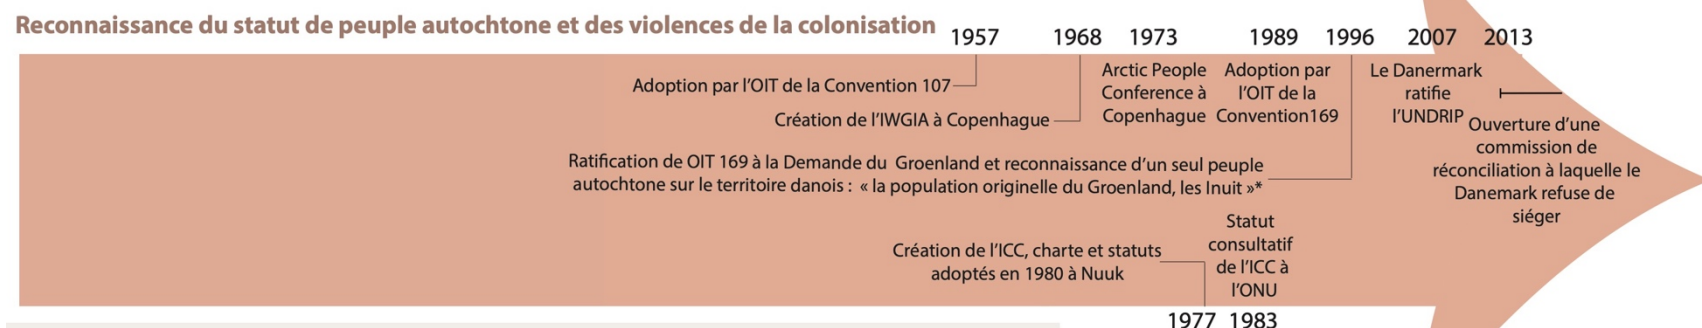 Reconnaissance du statut de peuple autochtone et des violences de la colonisation
1957 1968 1973 1989 1996 2007 2013
Adoption par l’OIT de la Convention 107
Création de l’IWGIA à Copenhague
Arctic People
Conference à
Copenhague
Adoption par
l’OIT de la
Convention169
Le Danermark
ratifie
l’UNDRIP
Ouverture d’une
commission de
réconciliation à laquelle le
Danemark refuse de
siéger
Ratification de OIT 169 à la Demande du Groenland et reconnaissance d’un seul peuple
autochtone sur le territoire danois : « la population originelle du Groenland, les Inuit »*
Création de l’ICC, charte et statuts
adoptés en 1980 à Nuuk
Statut
consultatif
de l’ICC à
l’ONU
1977 1983